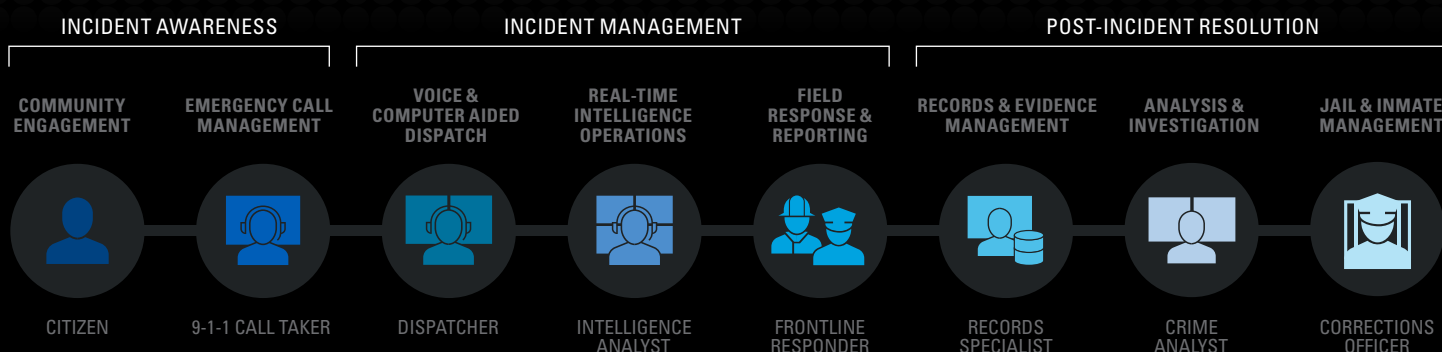 INCIDENT AWARENESS
INCIDENT MANAGEMENT
POST-INCIDENT RESOLUTION
COMMUNITY
ENGAGEMENT
EMERGENCY CALL
MANAGEMENT
VOICE &
COMPUTER AIDED
DISPATCH
REAL-TIME
INTELLIGENCE
OPERATIONS
FIELD
RESPONSE &
REPORTING
RECORDS & EVIDENCE
MANAGEMENT
ANALYSIS &
INVESTIGATION
JAIL & INMATE
MANAGEMENT
CITIZEN
9-1-1 CALL TAKER
DISPATCHER
INTELLIGENCE
ANALYST
FRONTLINE
RESPONDER
RECORDS
SPECIALIST
CRIME
ANALYST
CORRECTIONS
OFFICER